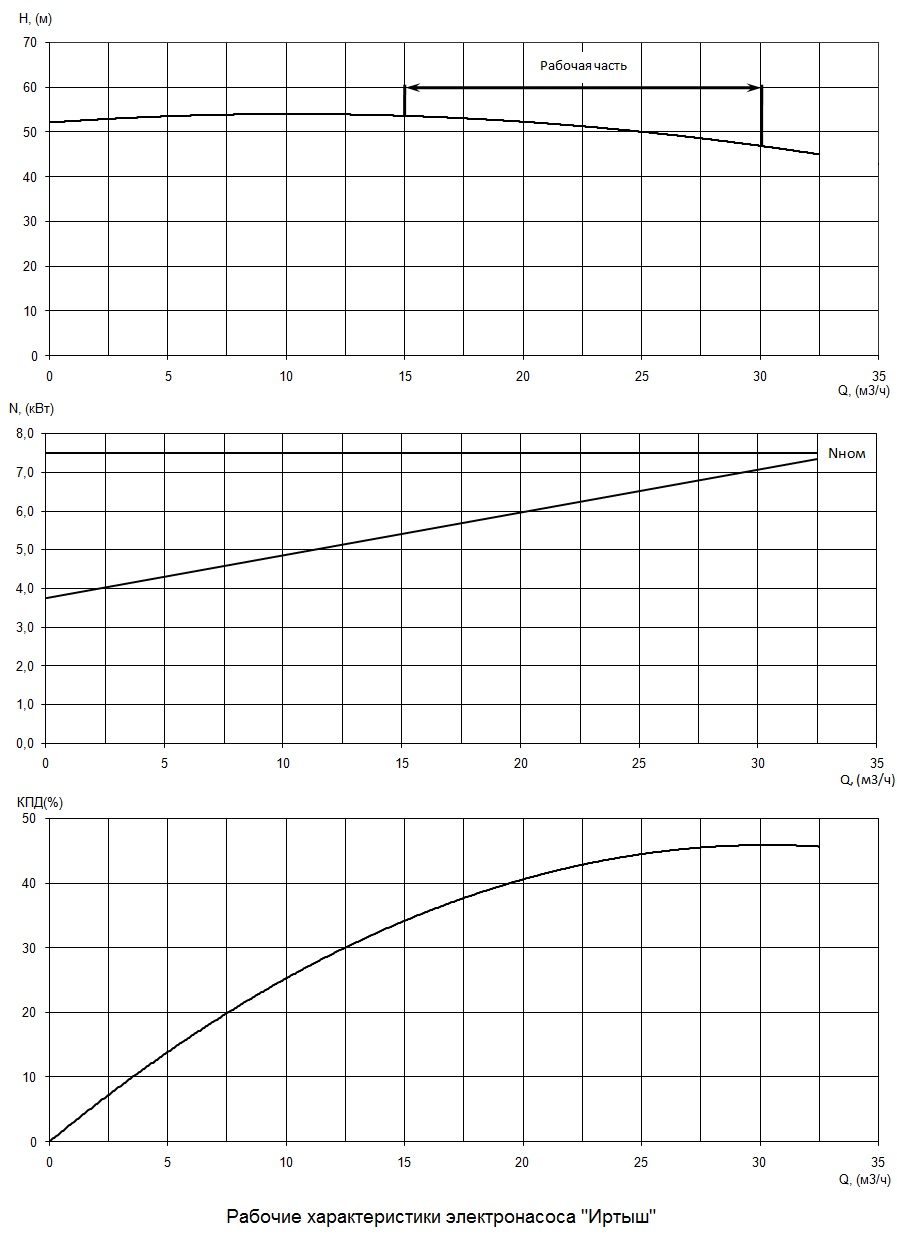 H, (м)
70
Рабочая часть
60
50
40
30
20
10
0
0 5 10 15 20 25 30 35
Q, (м3/ч)
N, (кВт)
8,0
Nном
7,0
6,0
5,0
4,0
3,0
2,0
1,0
0,0
0 5 10 15 20 25 30 35
Q, (м3/ч)
КПД(%)
50
40
30
20
10
0
0 5 10 15 20 25 30 35
Q, (м3/ч)
Рабочие характеристики электронасоса "Иртыш"